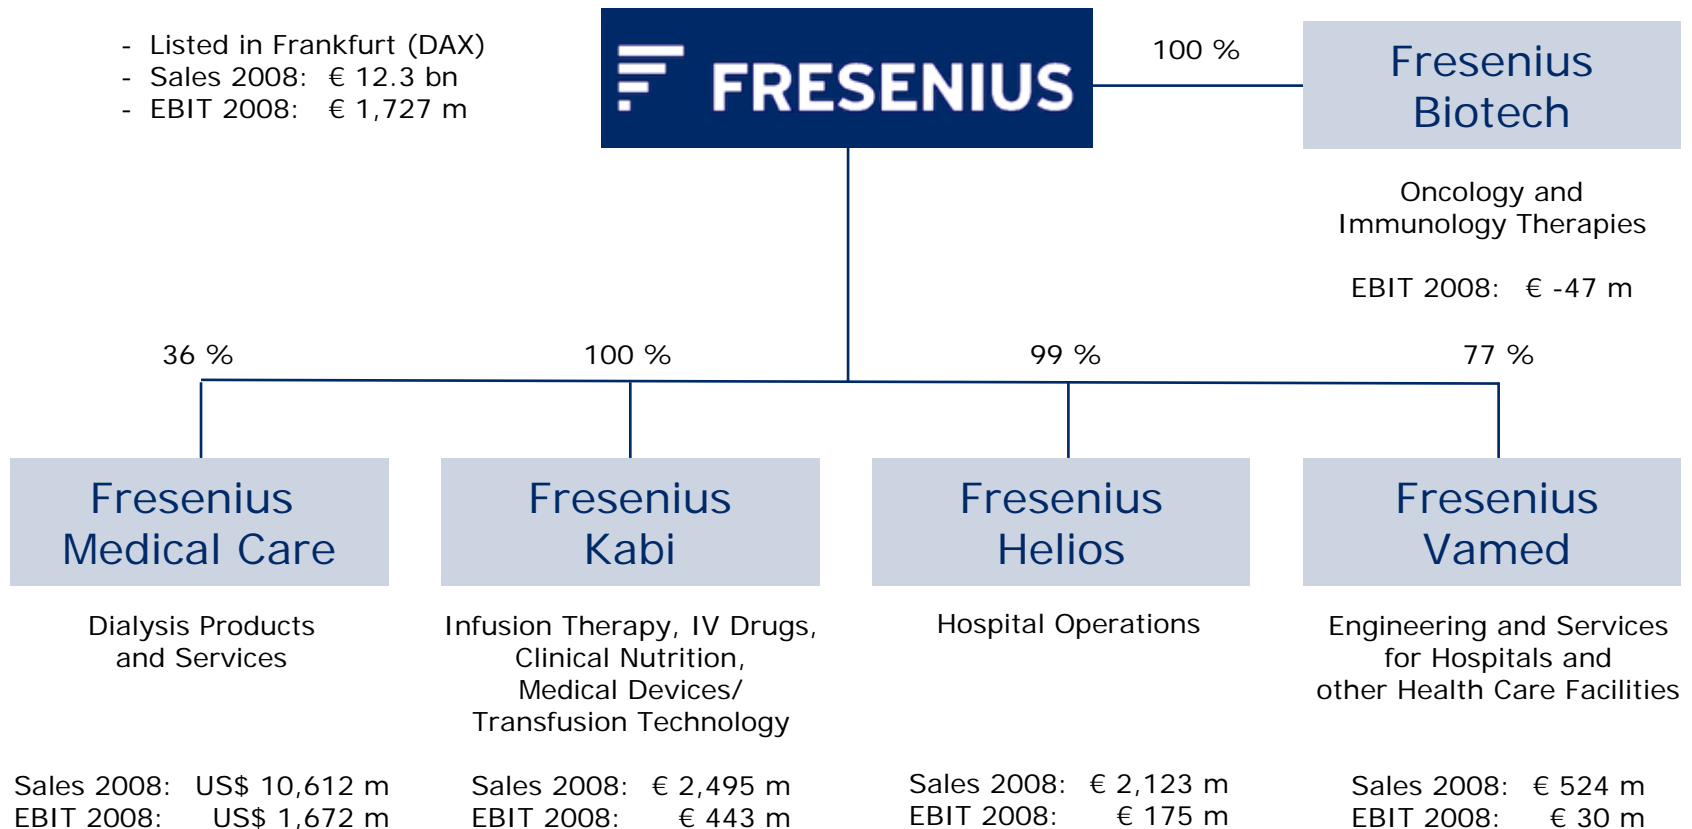 - Listed in Frankfurt (DAX)
- Sales 2008: € 12.3 bn
- EBIT 2008: € 1,727 m
FRESENIUS
100 %
Fresenius
Biotech
Oncology and
Immunology Therapies
EBIT 2008: € -47 m
36 %
100 %
99 %
77 %
Fresenius
Medical Care
Dialysis Products
and Services
Sales 2008: US$ 10,612 m
EBIT 2008: US$ 1,672 m
Fresenius
Kabi
Infusion Therapy, IV Drugs,
Clinical Nutrition,
Medical Devices/
Transfusion Technology
Sales 2008: € 2,495 m
EBIT 2008: € 443 m
Fresenius
Helios
Hospital Operations
Sales 2008: € 2,123 m
EBIT 2008: € 175 m
Fresenius
Vamed
Engineering and Services
for Hospitals and
other Health Care Facilities
Sales 2008: € 524 m
EBIT 2008: € 30 m